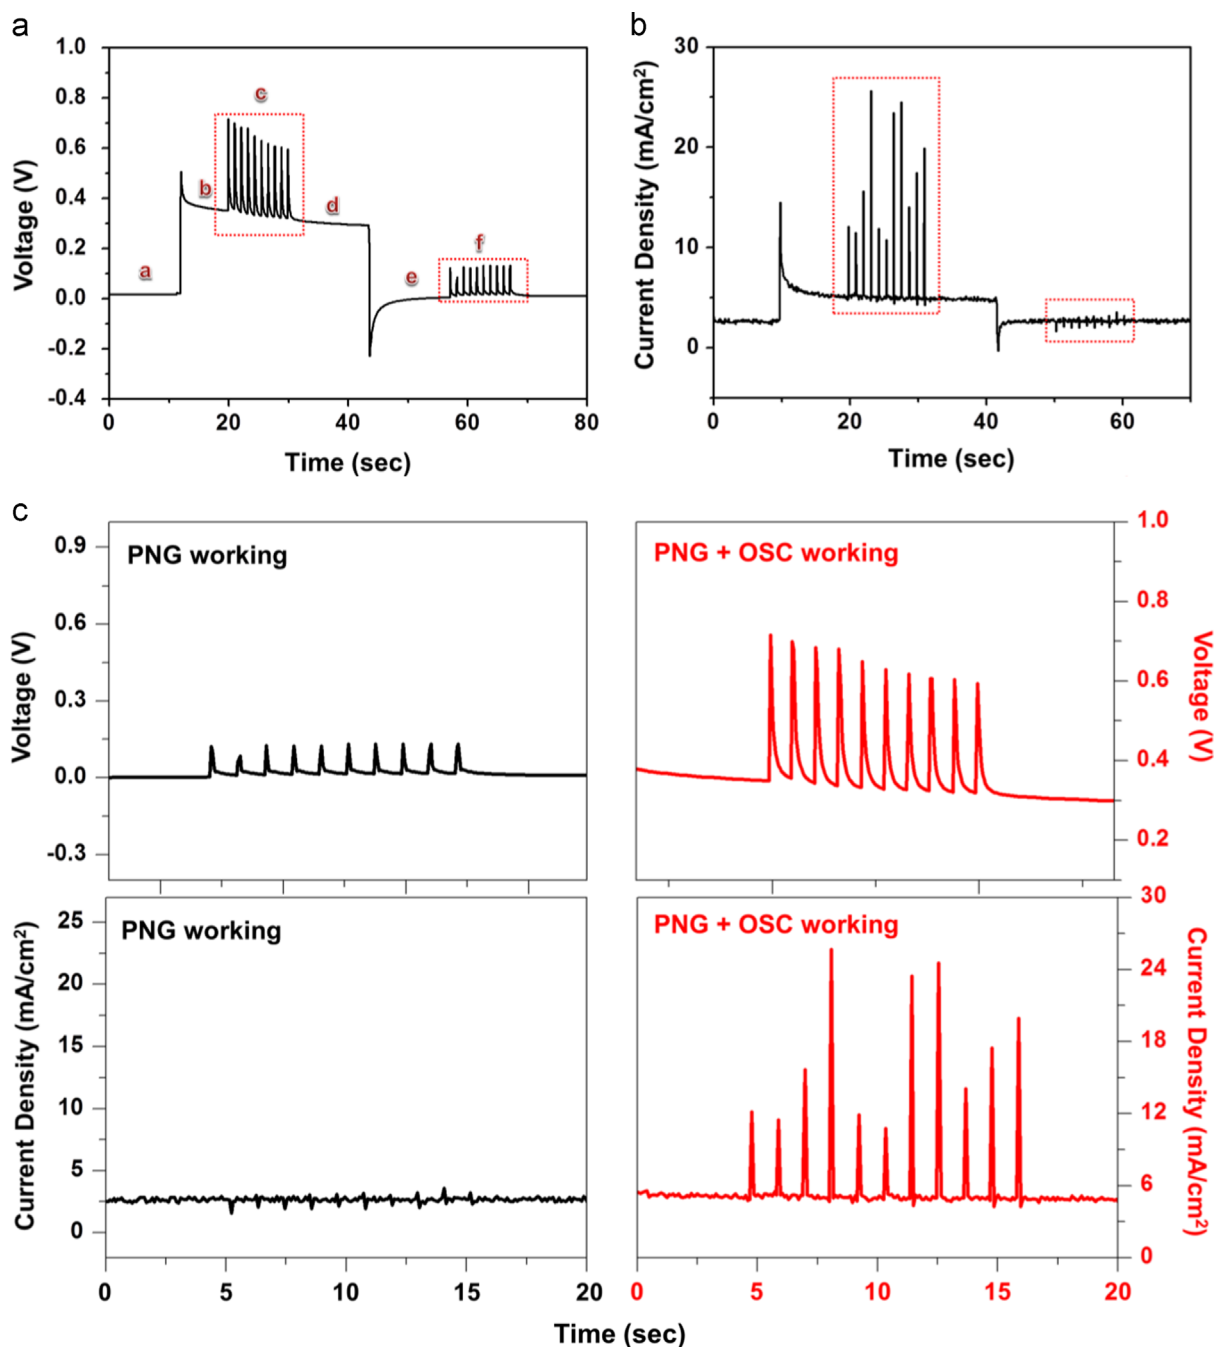 a
1.0
0.8
0.6
0.4
0.2
0.0
-0.2
-0.4
Voltage (V)
a
b
c
d
e
f
0
20
40
60
80
Time (sec)
b
30
20
10
0
Current Density (mA/cm²)
0
20
40
60
Time (sec)
c
PNG working
0.9
0.6
0.3
0.0
-0.3
Voltage (V)
PNG + OSC working
1.0
0.8
0.6
0.4
0.2
Voltage (V)
PNG working
25
20
15
10
5
0
Current Density (mA/cm²)
0
5
10
15
20
PNG + OSC working
30
24
18
12
6
0
Current Density (mA/cm²)
0
5
10
15
20
Time (sec)